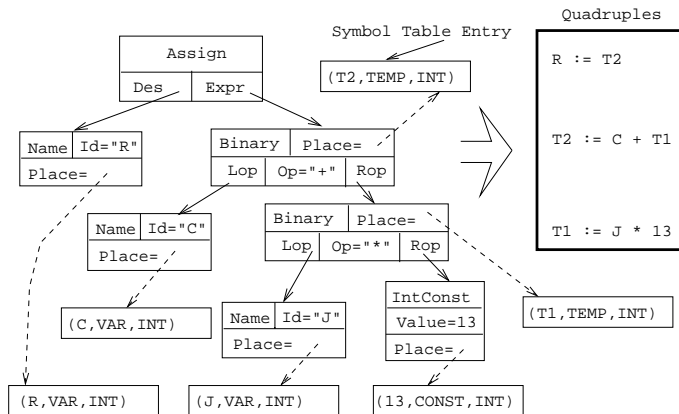 Quadruples
Symbol Table Entry
Assign
Des Expr
(T2,TEMP,INT)
R := T2
T2 := C + T1
T1 := J * 13
Name Id="R"
Place=
Binary Place=
Lop Op="+" Rop
Name Id="C"
Place=
Binary Place=
Lop Op="*" Rop
(C,VAR,INT)
Name Id="J"
Place=
IntConst
Value=13
Place=
(T1,TEMP,INT)
(R,VAR,INT)
(J,VAR,INT)
(13,CONST,INT)